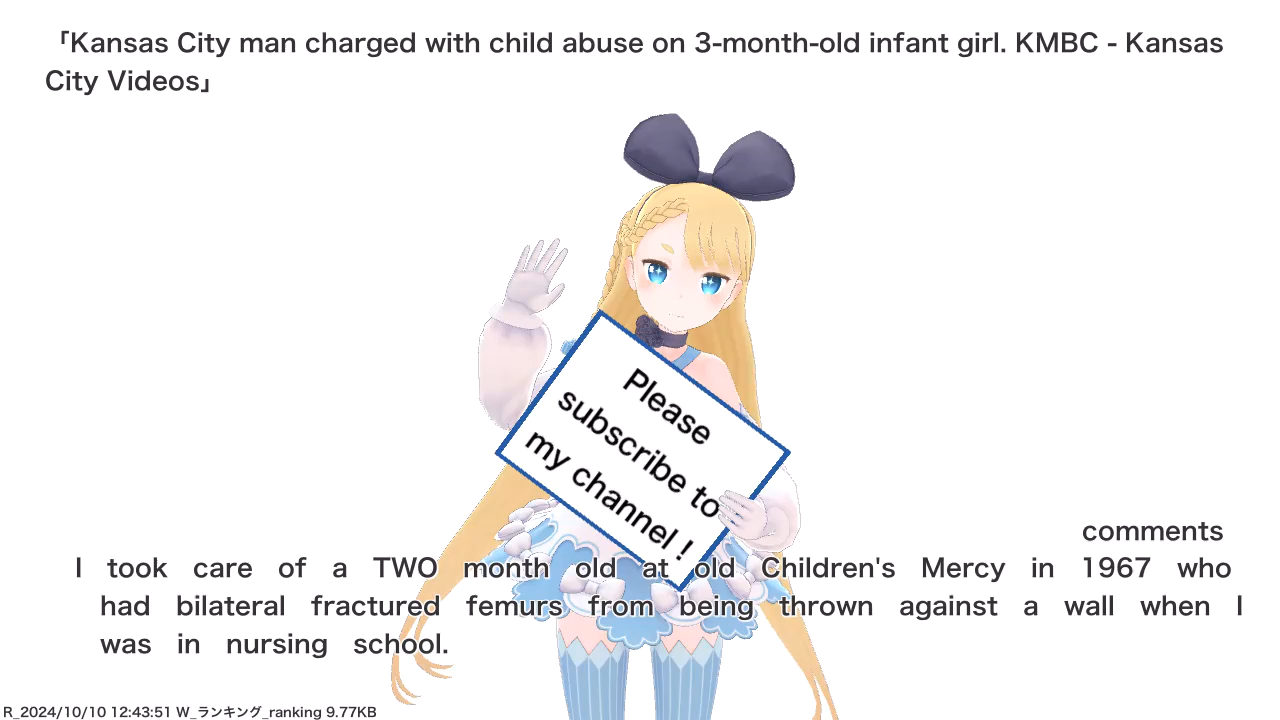 「Kansas City man charged with child abuse on 3-month-old infant girl. KMBC - Kansas
City Videos」
Please
subscribe to
my channel !
comments
I took care of a TWO month old at old Children's Mercy in 1967 who
had bilateral fractured femurs from being thrown against a wall when I
was in nursing school.
R_2024/10/10 12:43:51 W_ランキング_ranking 9.77KB